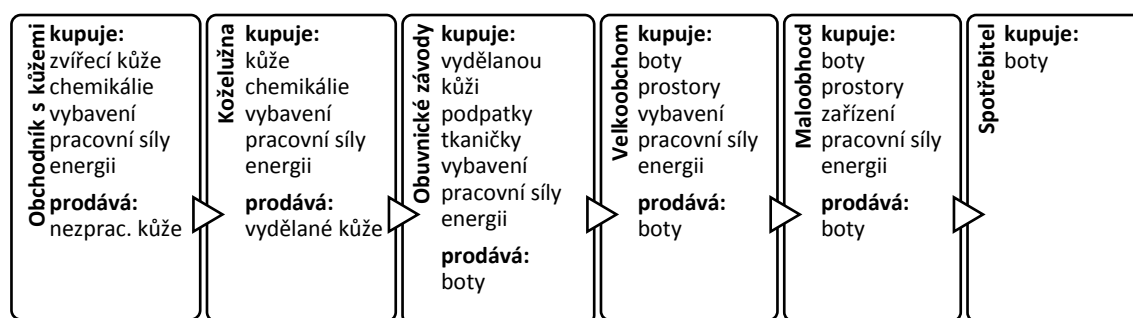 Obchodník s kůžemi
kupuje:
zvířecí kůže
chemikálie
vybavení
pracovní síly
energii
prodává:
nezprac. kůže
Koželužna
kupuje:
kůže
chemikálie
vybavení
pracovní síly
energii
prodává:
vydělané kůže
Obuvnické závody
kupuje:
vydělanou
kůži
podpatky
tkaničky
vybavení
pracovní síly
energii
prodává:
boty
Velkoobchom
kupuje:
boty
prostory
vybavení
pracovní síly
energii
prodává:
boty
Maloobhocd
kupuje:
boty
prostory
zařízení
pracovní síly
energii
prodává:
boty
Spotřebitel
kupuje:
boty